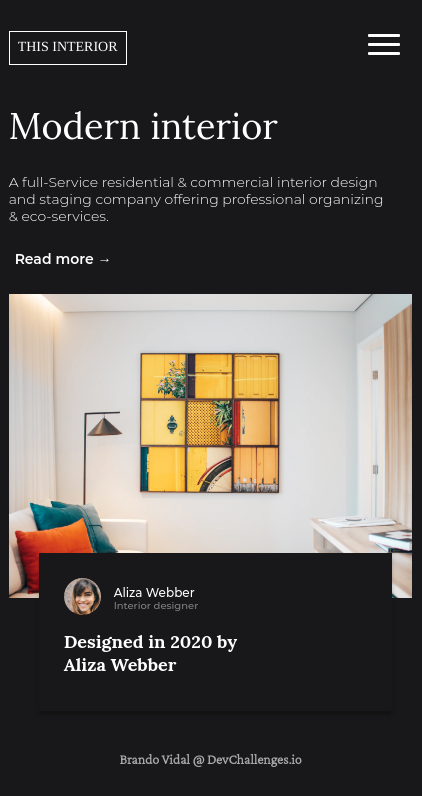 THIS INTERIOR
Modern interior
A full-Service residential & commercial interior design
and staging company offering professional organizing
& eco-services.
Read more →
Aliza Webber
Interior designer
Designed in 2020 by
Aliza Webber
Brando Vidal @ DevChallenges.io